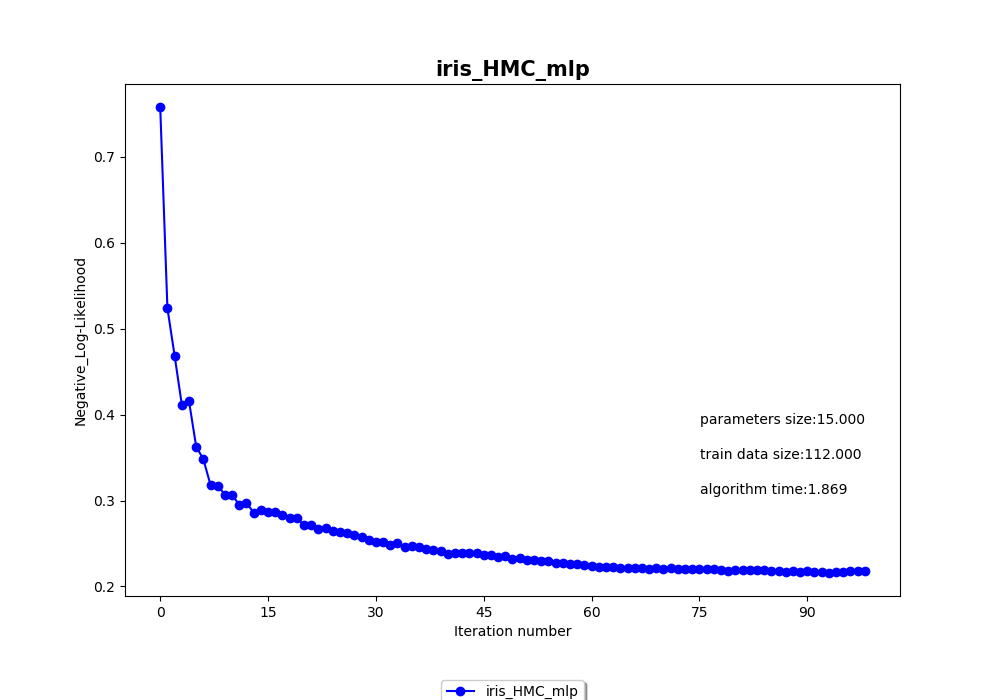 iris_HMC_mlp
0.7
0.6
0.5
0.4
0.3
0.2
Negative_Log-Likelihood
parameters size:15.000
train data size:112.000
algorithm time:1.869
0 15 30 45 60 75 90
Iteration number
iris_HMC_mlp